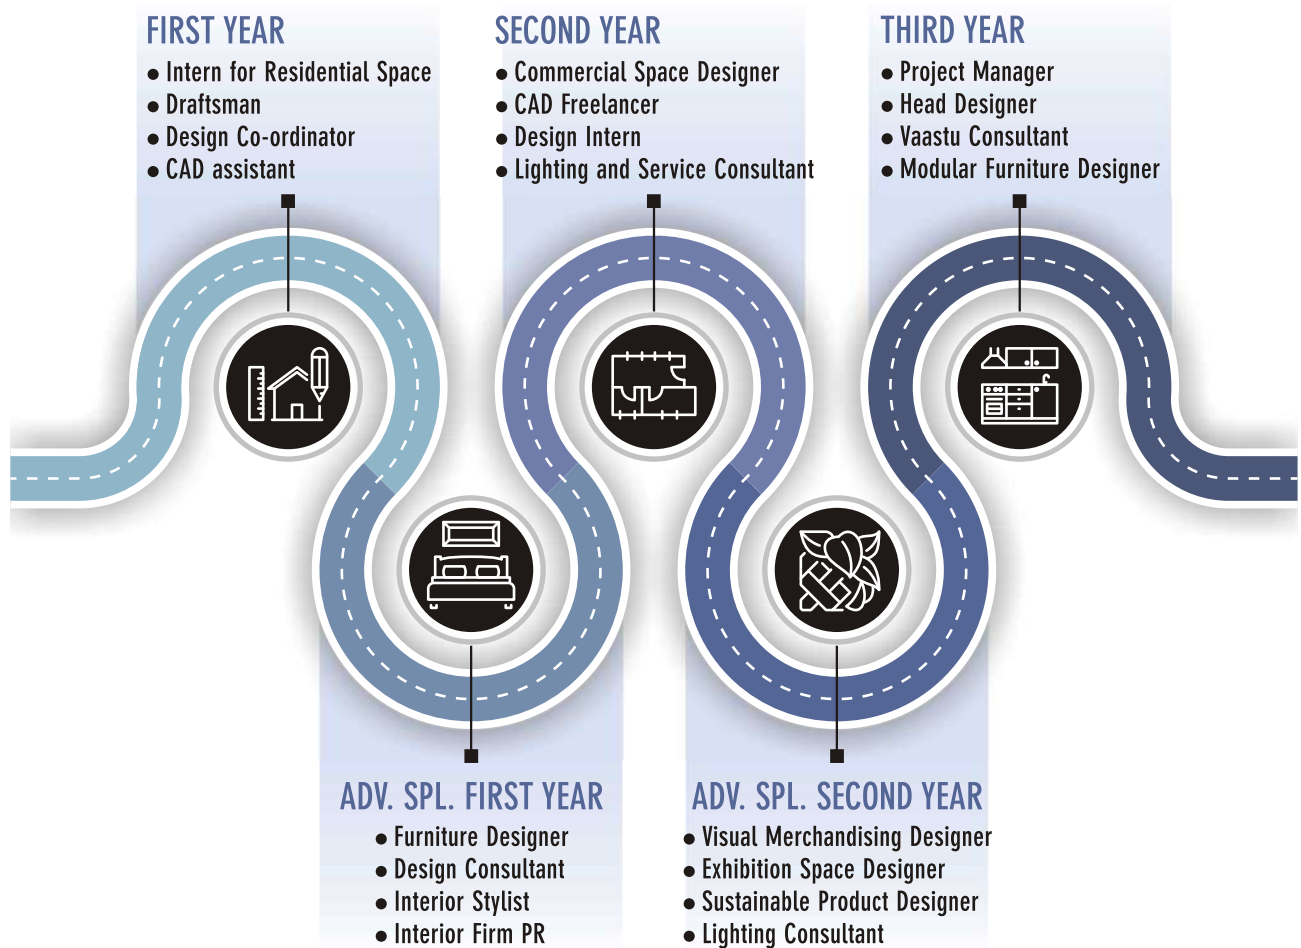 FIRST YEAR
● Intern for Residential Space
● Draftsman
● Design Co-ordinator
● CAD assistant
SECOND YEAR
● Commercial Space Designer
● CAD Freelancer
● Design Intern
● Lighting and Service Consultant
THIRD YEAR
● Project Manager
● Head Designer
● Vaastu Consultant
● Modular Furniture Designer
ADV. SPL. FIRST YEAR
● Furniture Designer
● Design Consultant
● Interior Stylist
● Interior Firm PR
ADV. SPL. SECOND YEAR
● Visual Merchandising Designer
● Exhibition Space Designer
● Sustainable Product Designer
● Lighting Consultant